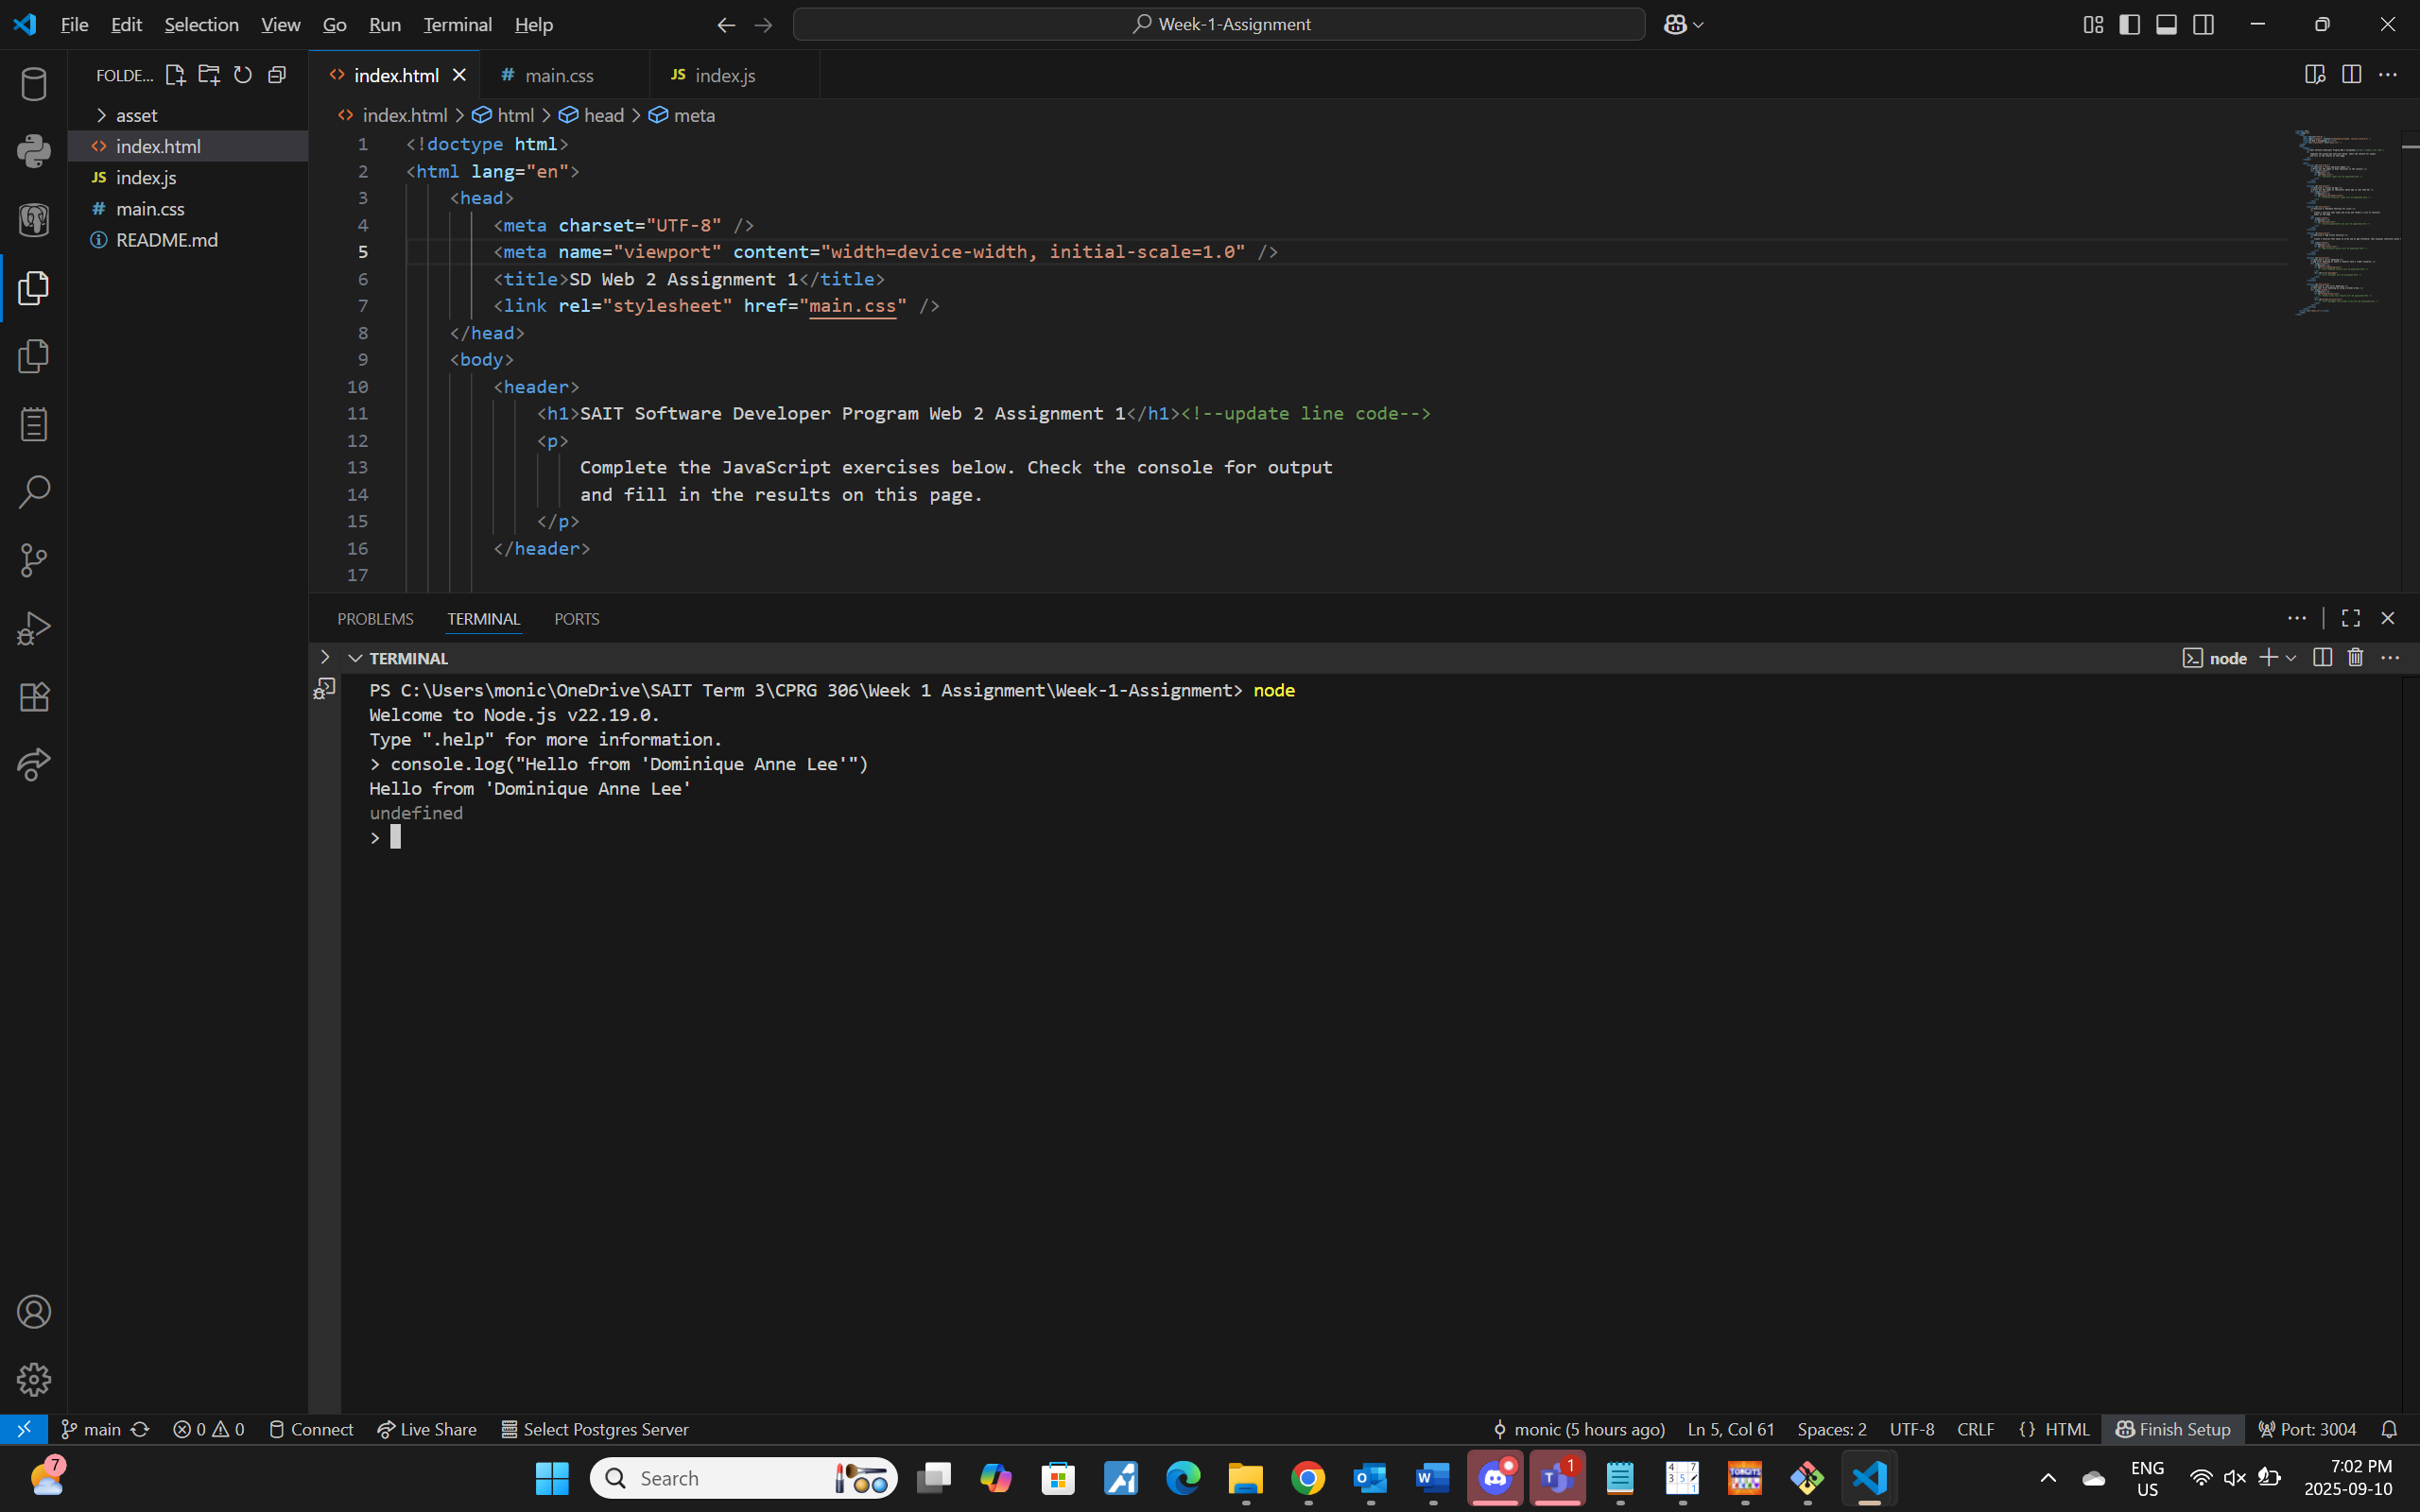 File Edit Selection View Go Run Terminal Help
Week-1-Assignment
FOLDE...
asset
index.html
index.js
main.css
README.md
index.html
main.css
index.js
index.html > html > head > meta
1 <!doctype html>
2 <html lang="en">
3 <head>
4 <meta charset="UTF-8" />
5 <meta name="viewport" content="width=device-width, initial-scale=1.0" />
6 <title>SD Web 2 Assignment 1</title>
7 <link rel="stylesheet" href="main.css" />
8 </head>
9 <body>
10 <header>
11 <h1>SAIT Software Developer Program Web 2 Assignment 1</h1><!--update line code-->
12 <p>
13 Complete the JavaScript exercises below. Check the console for output
14 and fill in the results on this page.
15 </p>
16 </header>
17
PROBLEMS TERMINAL PORTS
TERMINAL
node
PS C:\Users\monic\OneDrive\SAIT Term 3\CPRG 306\Week 1 Assignment\Week-1-Assignment> node
Welcome to Node.js v22.19.0.
Type ".help" for more information.
> console.log("Hello from 'Dominique Anne Lee'")
Hello from 'Dominique Anne Lee'
undefined
>
main 0 0 Connect Live Share Select Postgres Server
monic (5 hours ago) Ln 5, Col 61 Spaces: 2 UTF-8 CRLF {} HTML Finish Setup Port: 3004
7
Search
1
ENG
US
7:02 PM
2025-09-10